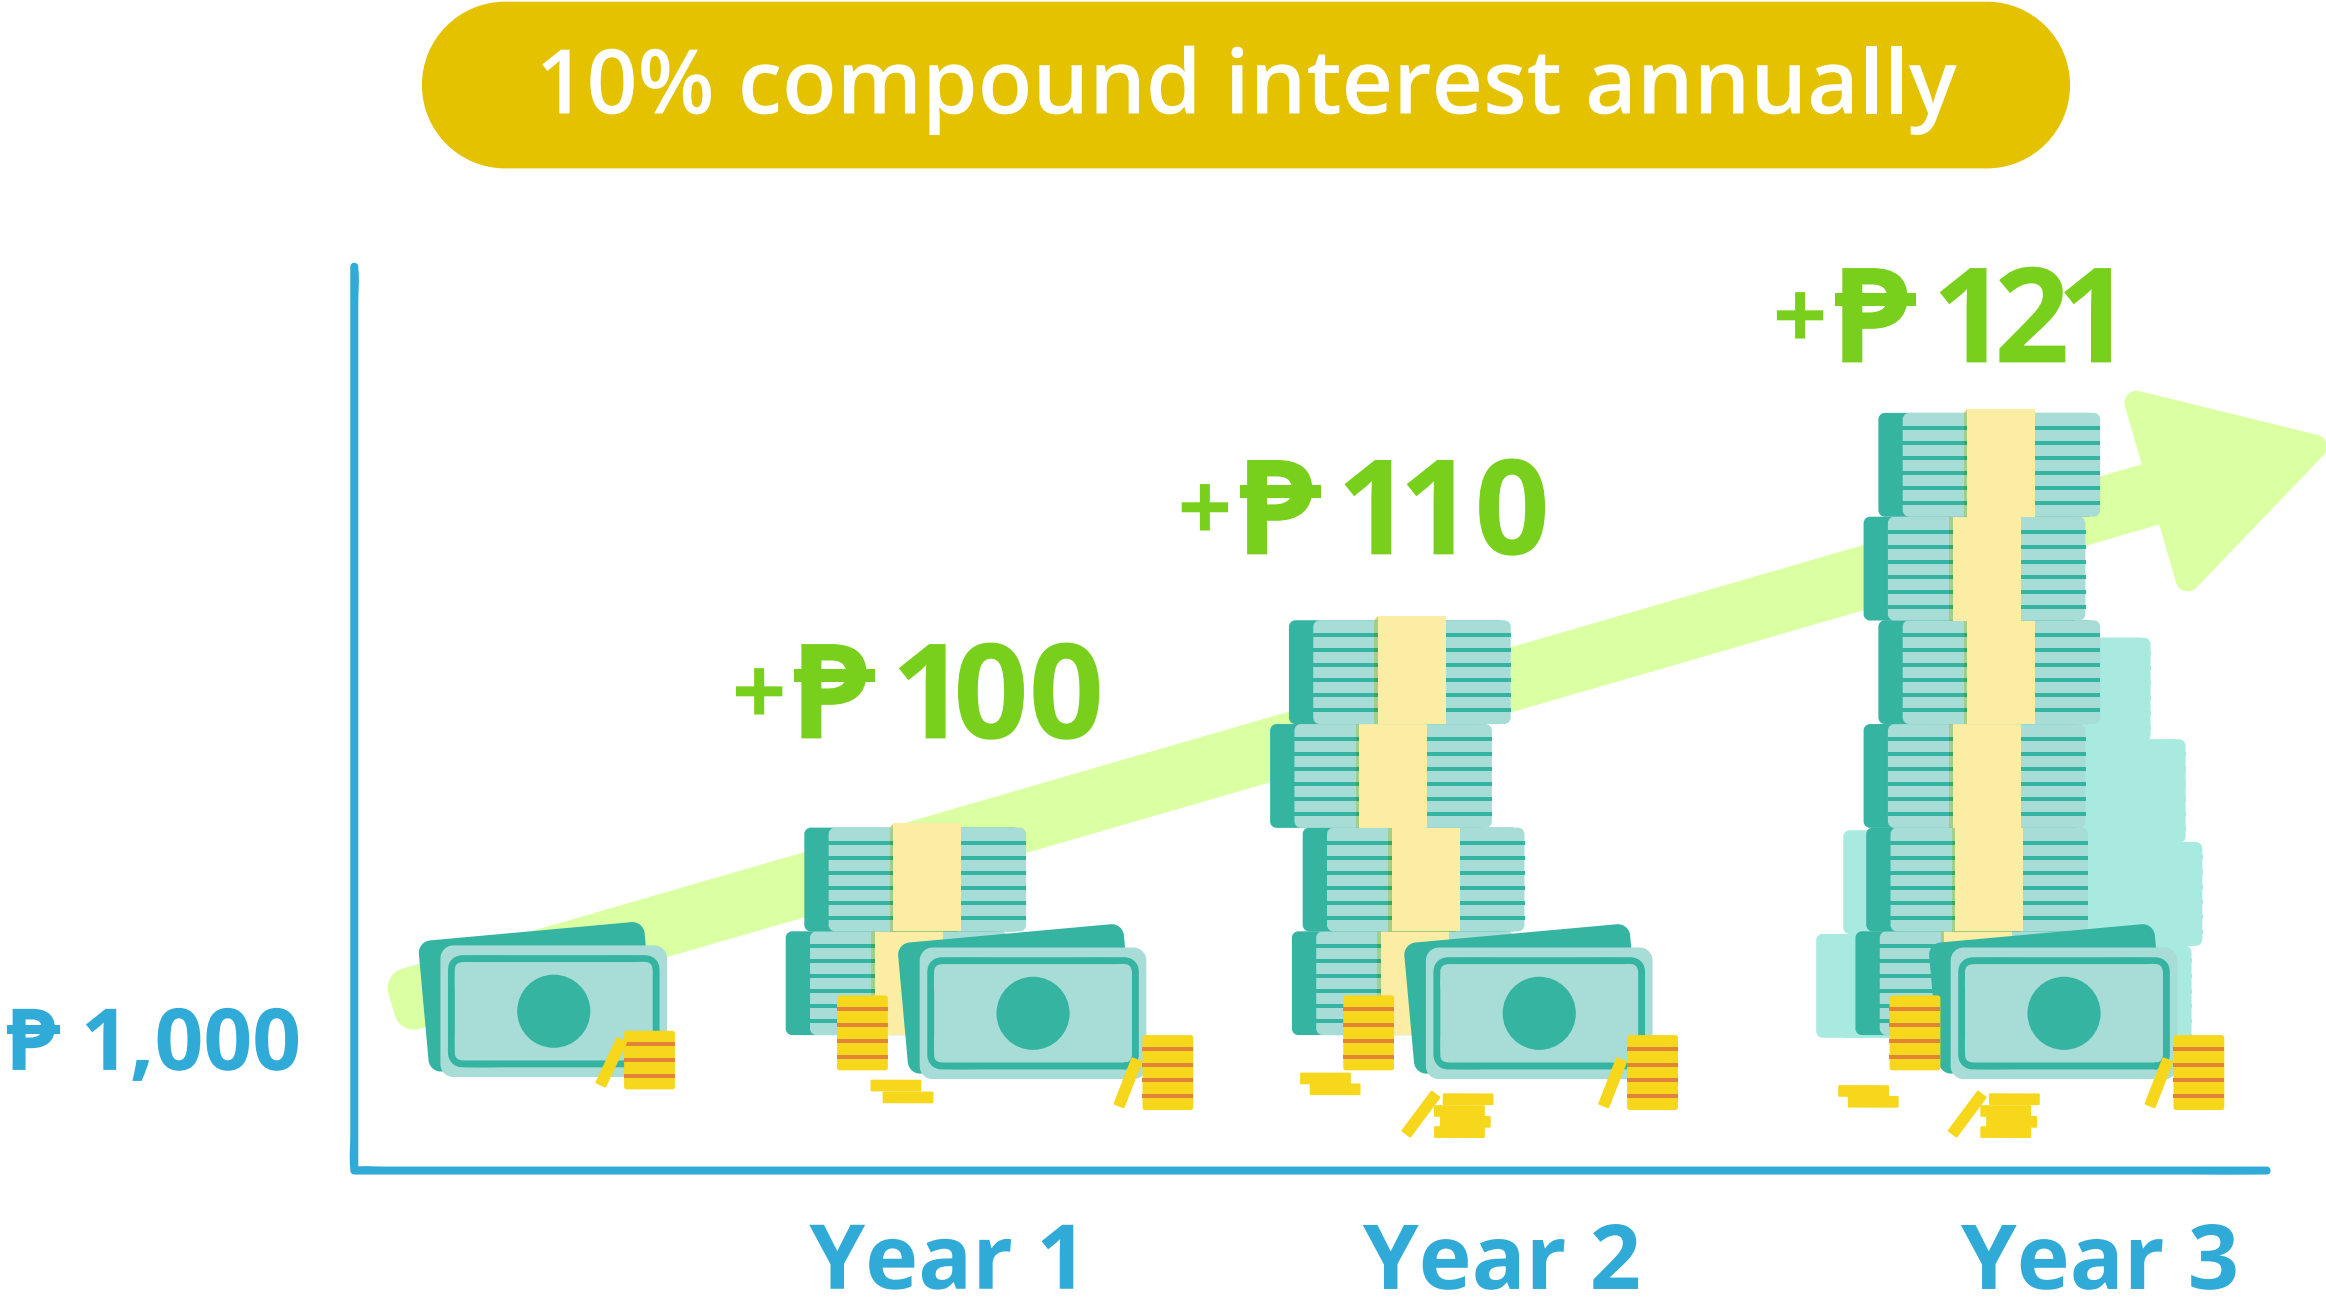 10% compound interest annually
+₱ 121
+₱ 110
+₱ 100
₱ 1,000
Year 1 Year 2 Year 3